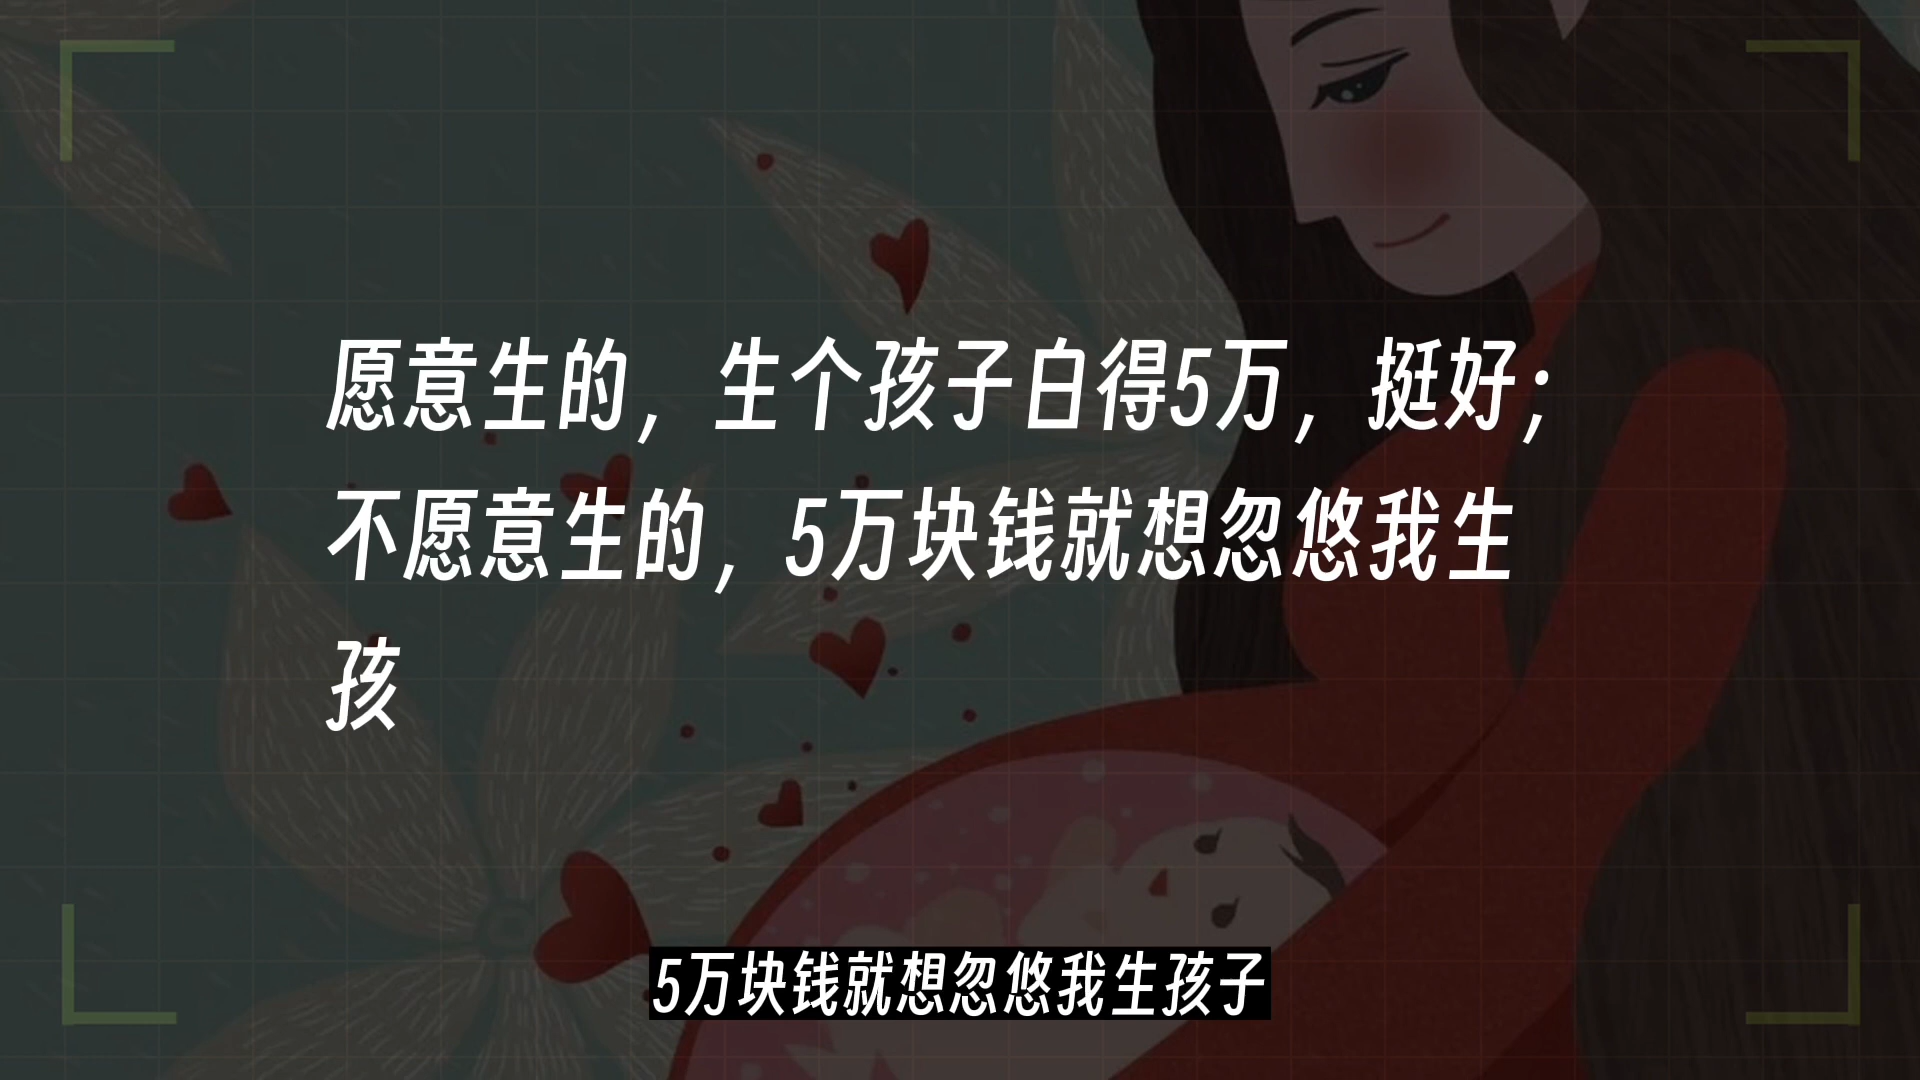 愿意生的，生个孩子白得5万，挺好；
不愿意生的，5万块钱就想忽悠我生
孩
5万块钱就想忽悠我生孩子